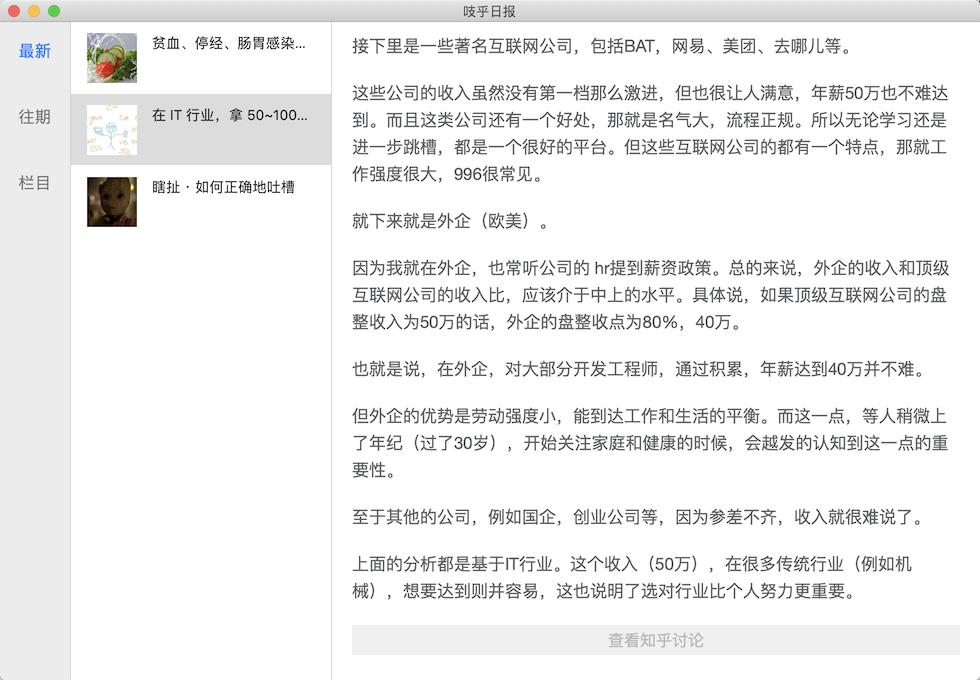 吱乎日报
最新
往期
栏目
贫血、停经、肠胃感染...
在 IT 行业，拿 50~100...
瞎扯 · 如何正确地吐槽
接下里是一些著名互联网公司，包括BAT，网易、美团、去哪儿等。
这些公司的收入虽然没有第一档那么激进，但也很让人满意，年薪50万也不难达
到。而且这类公司还有一个好处，那就是名气大，流程正规。所以无论学习还是
进一步跳槽，都是一个很好的平台。但这些互联网公司的都有一个特点，那就工
作强度很大，996很常见。
就下来就是外企（欧美）。
因为我就在外企，也常听公司的 hr提到薪资政策。总的来说，外企的收入和顶级
互联网公司的收入比，应该介于中上的水平。具体说，如果顶级互联网公司的盘
整收入为50万的话，外企的盘整收点为80%，40万。
也就是说，在外企，对大部分开发工程师，通过积累，年薪达到40万并不难。
但外企的优势是劳动强度小，能到达工作和生活的平衡。而这一点，等人稍微上
了年纪（过了30岁），开始关注家庭和健康的时候，会越发的认知到这一点的重
要性。
至于其他的公司，例如国企，创业公司等，因为参差不齐，收入就很难说了。
上面的分析都是基于IT行业。这个收入（50万），在很多传统行业（例如机
械），想要达到则并容易，这也说明了选对行业比个人努力更重要。
查看知乎讨论